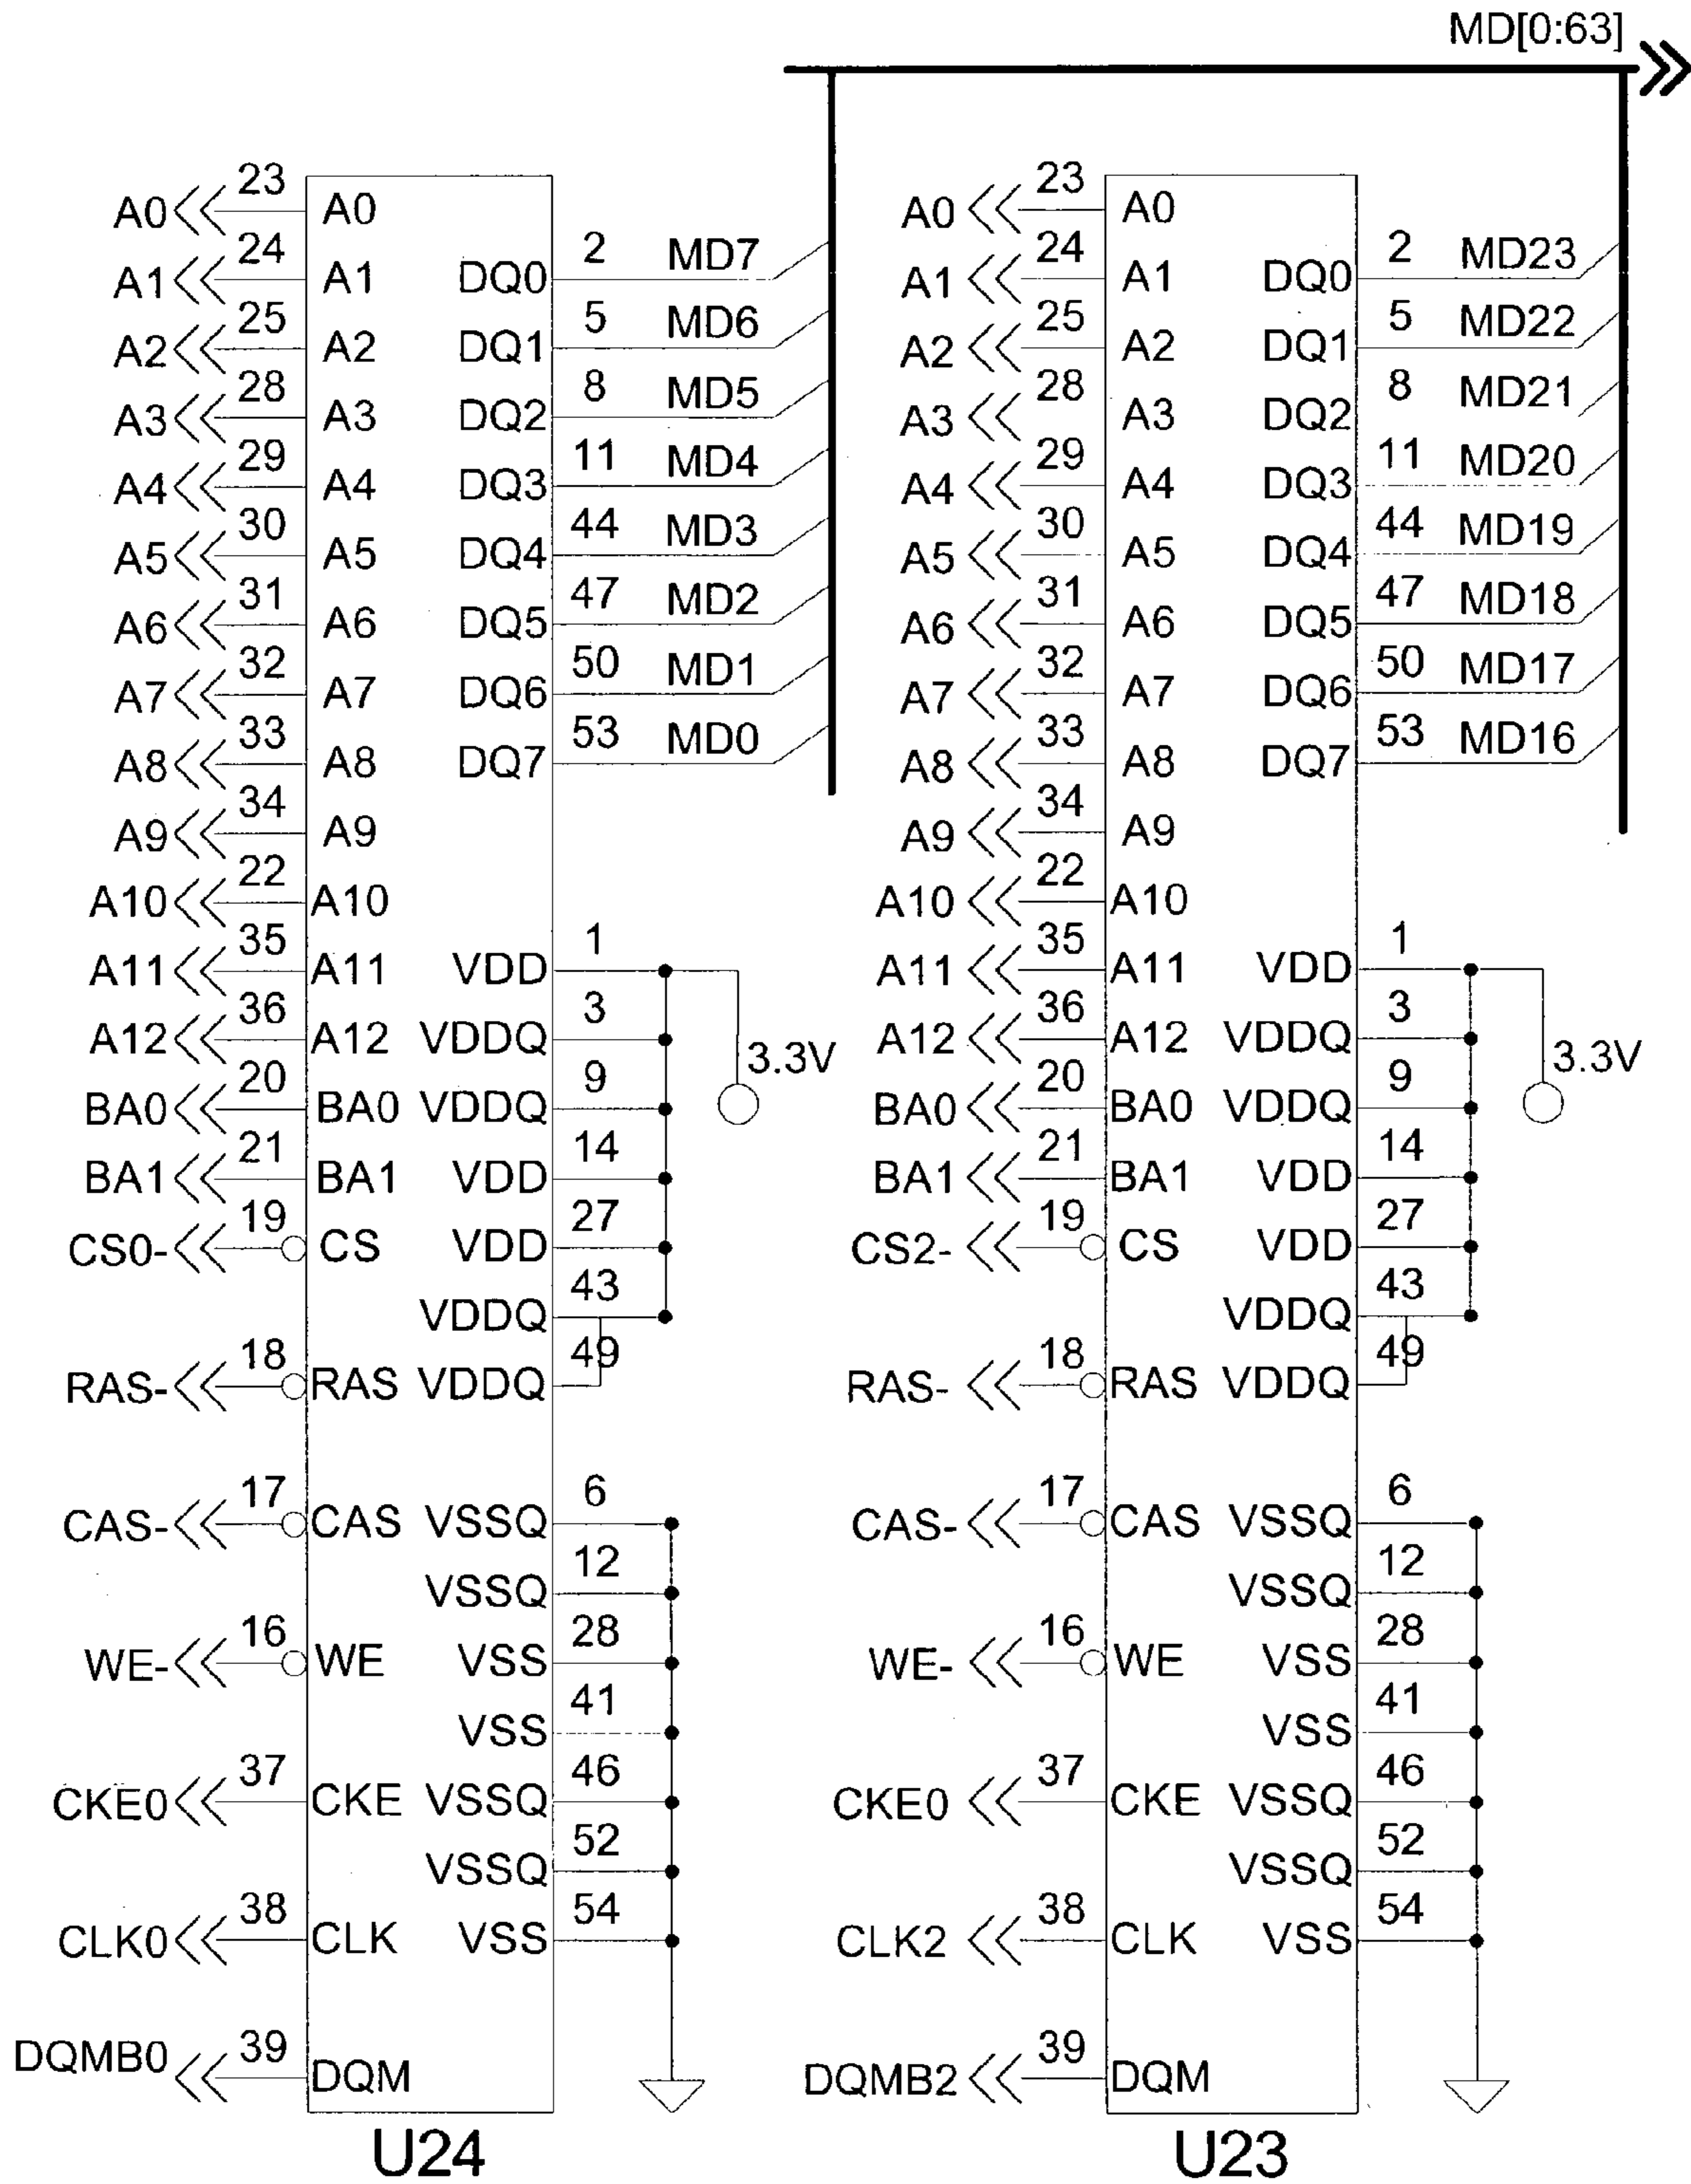 MD[0:63]
A0 23 A0
A1 24 A1 DQ0 2 MD7
A2 25 A2 DQ1 5 MD6
A3 28 A3 DQ2 8 MD5
A4 29 A4 DQ3 11 MD4
A5 30 A5 DQ4 44 MD3
A6 31 A6 DQ5 47 MD2
A7 32 A7 DQ6 50 MD1
A8 33 A8 DQ7 53 MD0
A9 34 A9
A10 22 A10
A11 35 A11 VDD 1
A12 36 A12 VDDQ 3
3.3V
BA0 20 BA0 VDDQ 9
BA1 21 BA1 VDD 14
CS0- 19 CS VDD 27
VDDQ 43
RAS- 18 RAS VDDQ 49
CAS- 17 CAS VSSQ 6
VSSQ 12
WE- 16 WE VSS 28
VSS 41
CKE0 37 CKE VSSQ 46
VSSQ 52
CLK0 38 CLK VSS 54
DQMB0 39 DQM
U24
A0 23 A0
A1 24 A1 DQ0 2 MD23
A2 25 A2 DQ1 5 MD22
A3 28 A3 DQ2 8 MD21
A4 29 A4 DQ3 11 MD20
A5 30 A5 DQ4 44 MD19
A6 31 A6 DQ5 47 MD18
A7 32 A7 DQ6 50 MD17
A8 33 A8 DQ7 53 MD16
A9 34 A9
A10 22 A10
A11 35 A11 VDD 1
A12 36 A12 VDDQ 3
3.3V
BA0 20 BA0 VDDQ 9
BA1 21 BA1 VDD 14
CS2- 19 CS VDD 27
VDDQ 43
RAS- 18 RAS VDDQ 49
CAS- 17 CAS VSSQ 6
VSSQ 12
WE- 16 WE VSS 28
VSS 41
CKE0 37 CKE VSSQ 46
VSSQ 52
CLK2 38 CLK VSS 54
DQMB2 39 DQM
U23